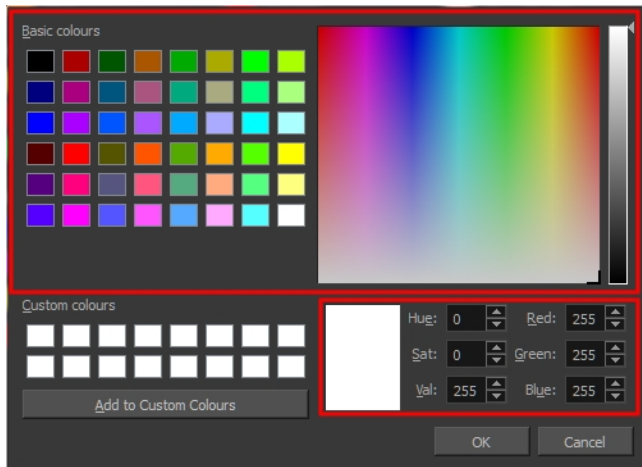 Basic colours
Custom colours
Hue: 0 Red: 255
Sat: 0 Green: 255
Val: 255 Blue: 255
Add to Custom Colours
OK Cancel